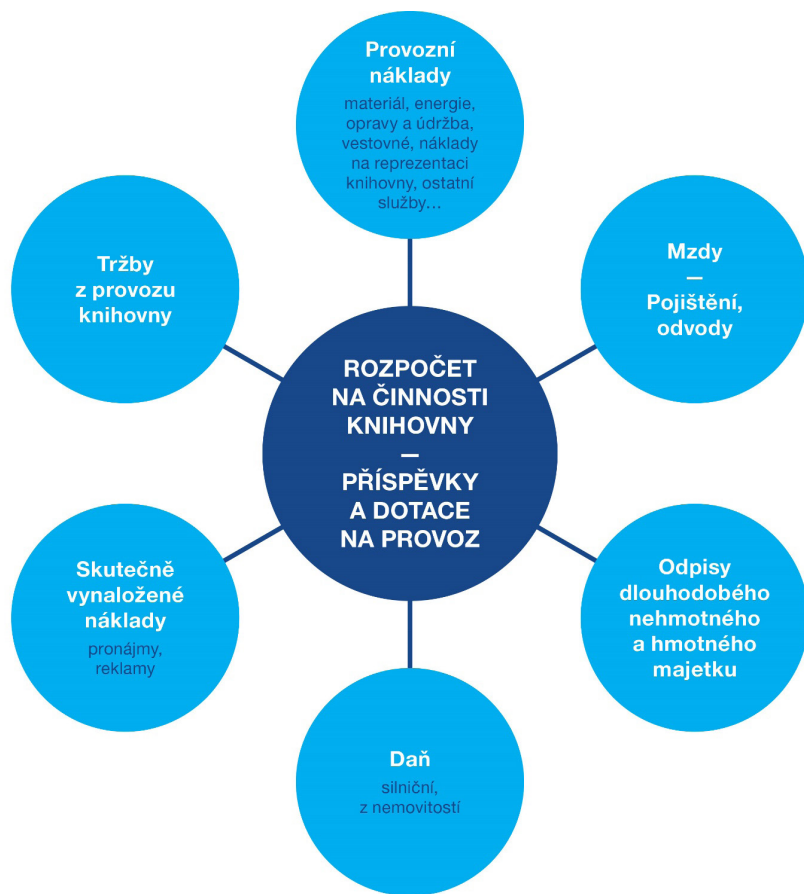 Provozní
náklady
materiál, energie,
opravy a údržba,
vestovné, náklady
na reprezentaci
knihovny, ostatní
služby...
Tržby
z provozu
knihovny
Mzdy
—
Pojištění,
odvody
ROZPOČET
NA ČINNOSTI
KNIHOVNY
—
PŘÍSPĚVKY
A DOTACE
NA PROVOZ
Skutečně
vynaložené
náklady
pronájmy,
reklamy
Odpisy
dlouhodobého
nehmotného
a hmotného
majetku
Daň
silniční,
z nemovitostí